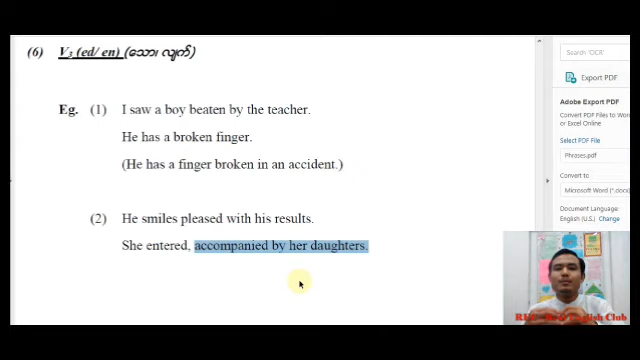 (6) V3 (ed/ en) (သော၊ လျက်)
Eg. (1) I saw a boy beaten by the teacher.
He has a broken finger.
(He has a finger broken in an accident.)
(2) He smiles pleased with his results.
She entered, accompanied by her daughters.
Search 'OCR'
Export PDF
Adobe Export PDF
Convert PDF Files to Word
or Excel Online
Select PDF File
Phrases.pdf
Convert to
Microsoft Word (*.docx)
Document Language:
English (U.S.) Change
English Club